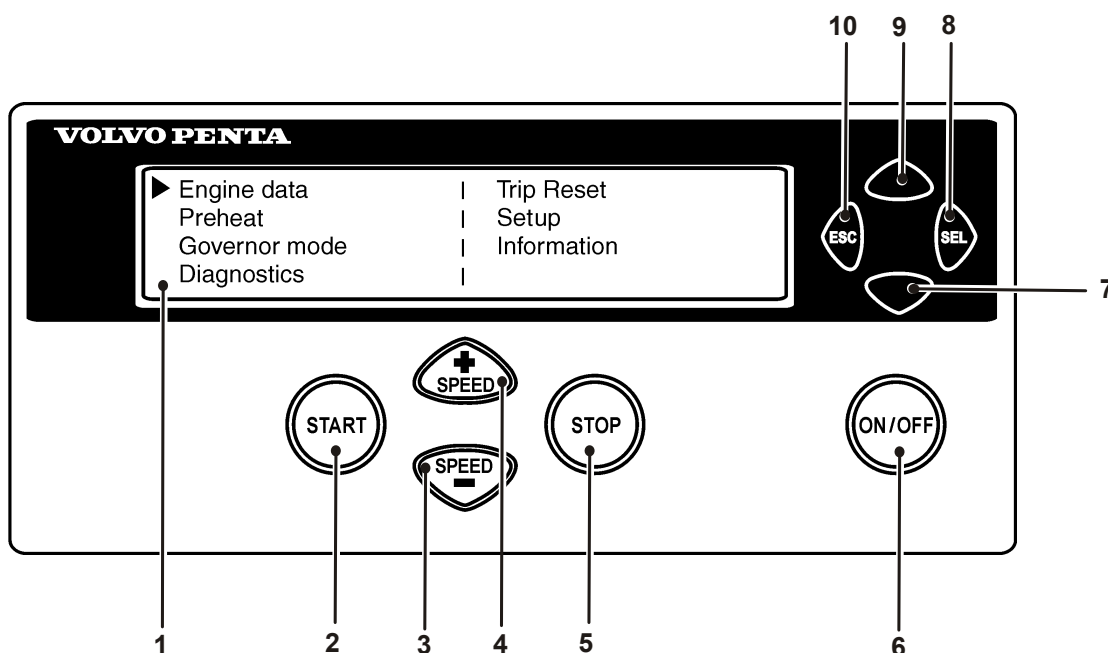 10 9 8
VOLVO PENTA
Engine data | Trip Reset
Preheat | Setup
Governor mode | Information
Diagnostics |
ESC SEL
7
+
SPEED
START STOP ON/OFF
SPEED
−
1 2 3 4 5 6